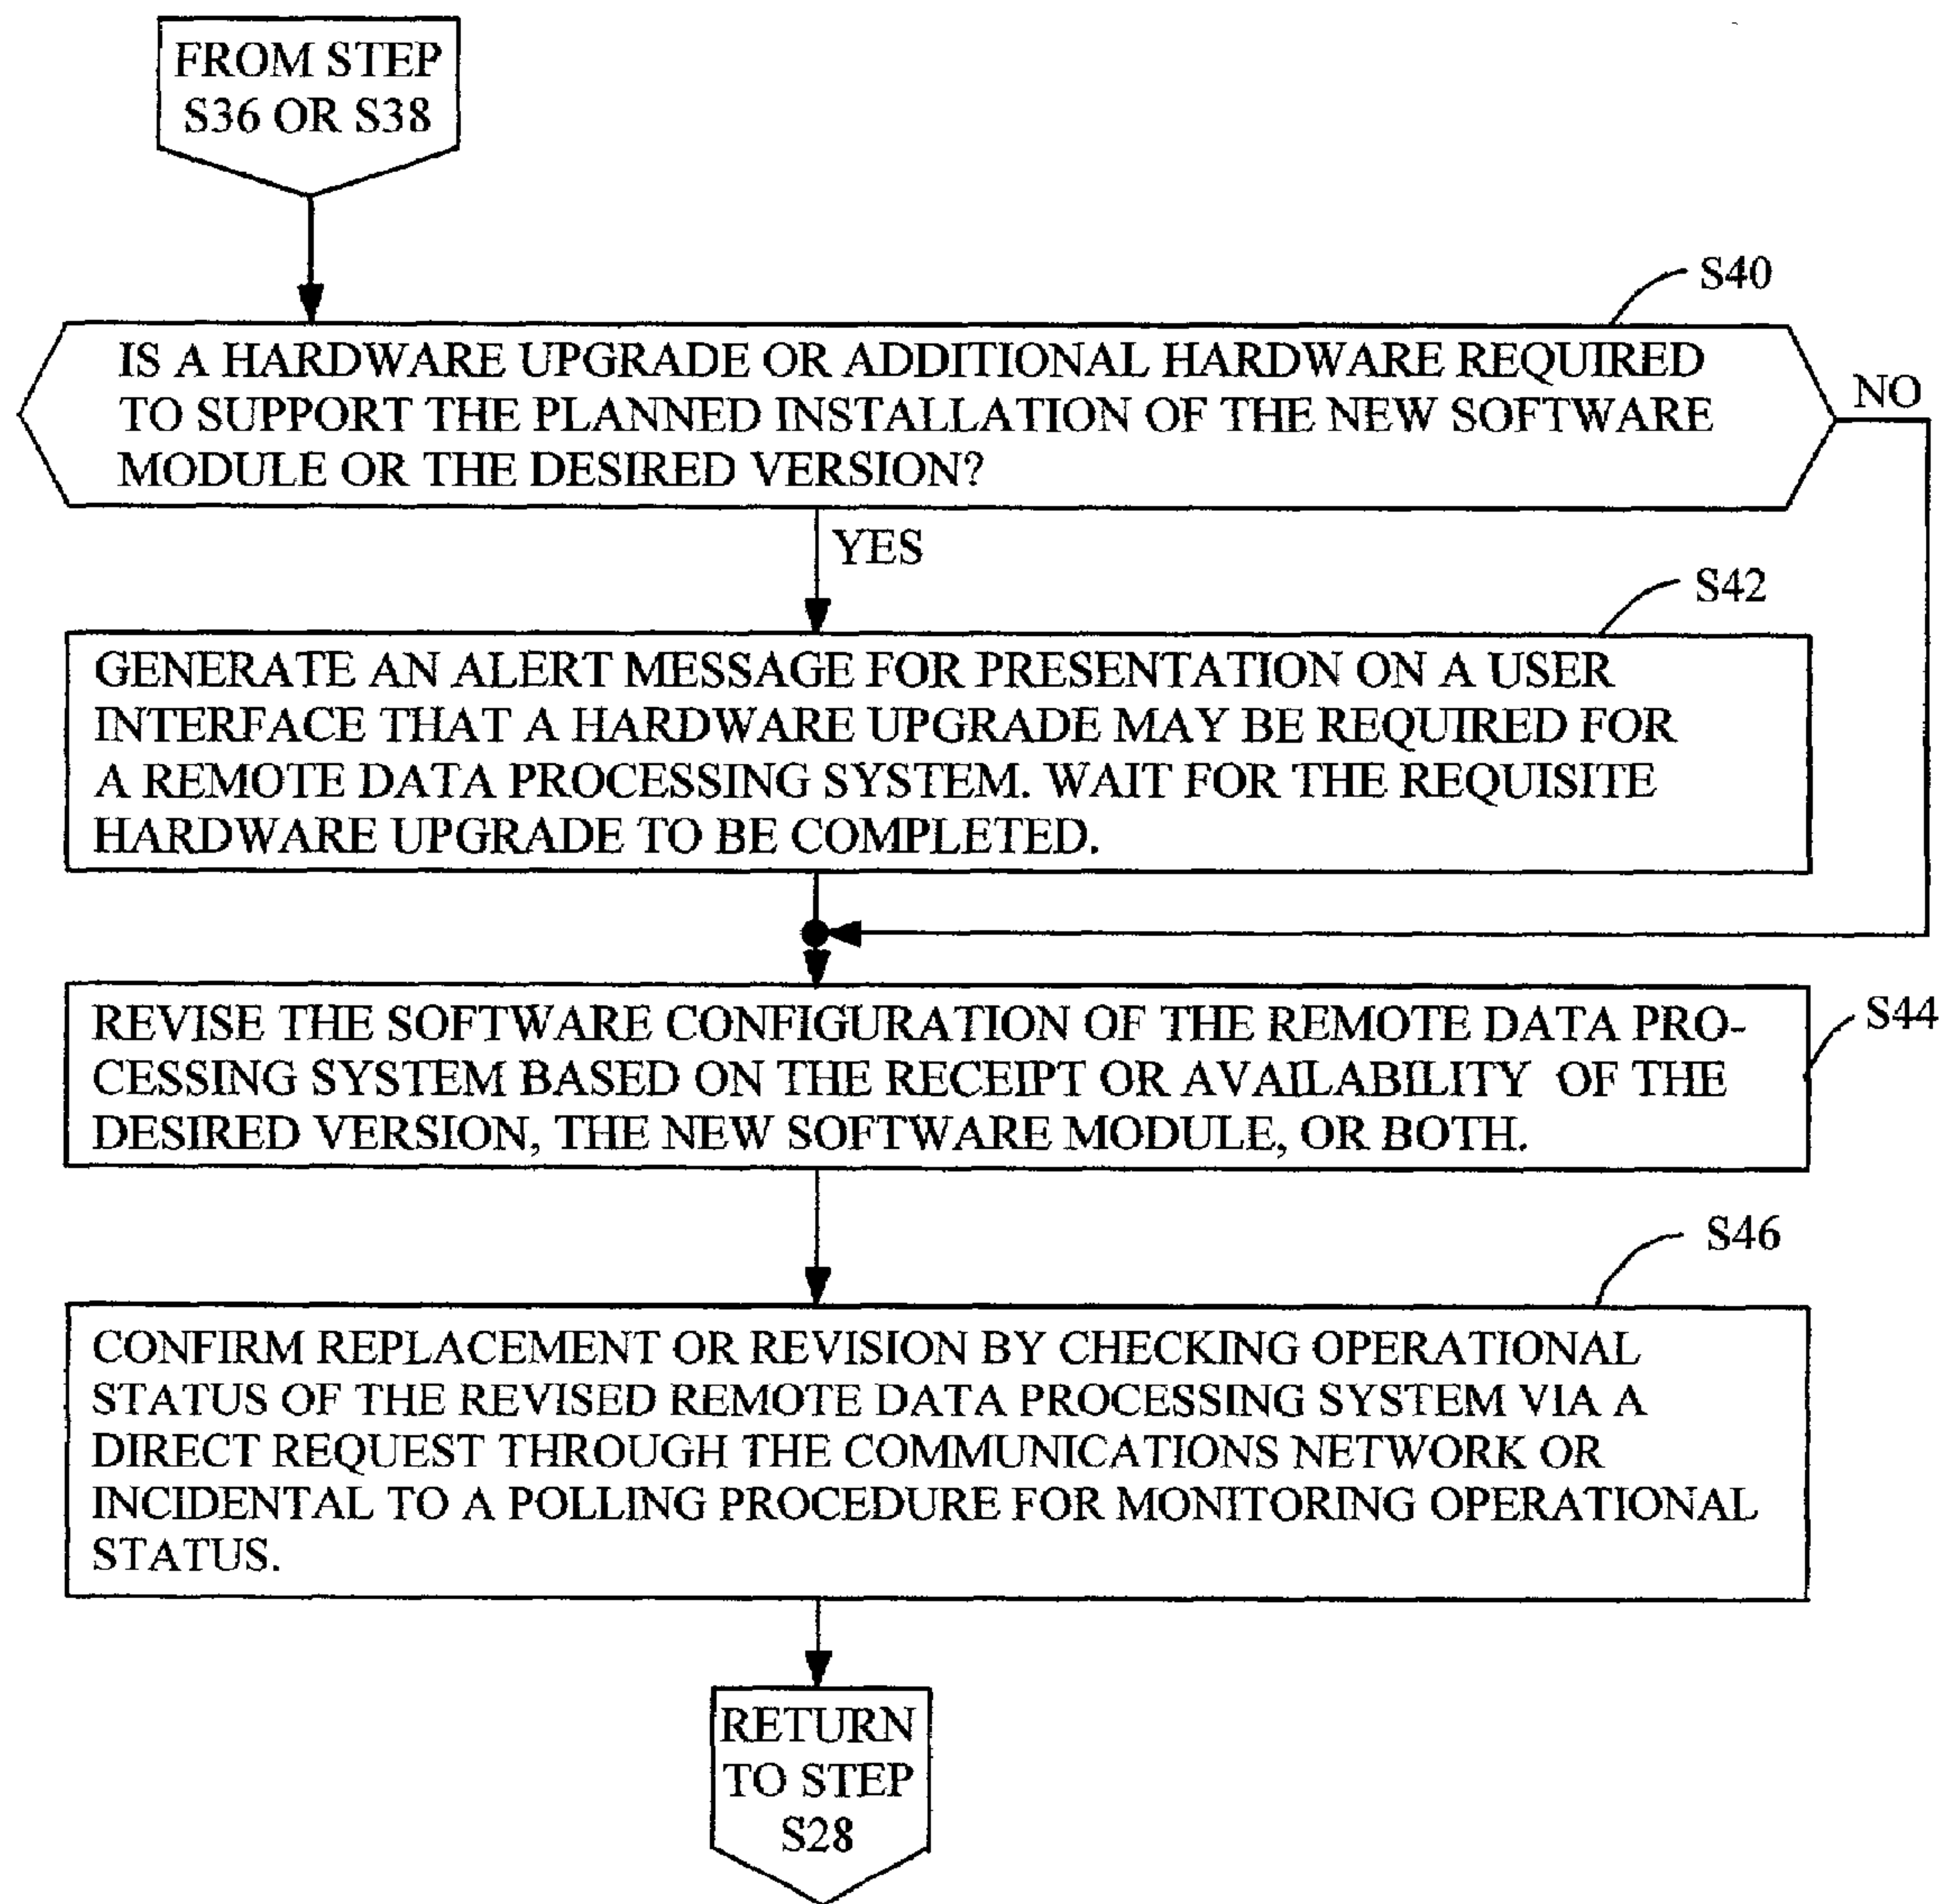 FROM STEP
S36 OR S38
S40
IS A HARDWARE UPGRADE OR ADDITIONAL HARDWARE REQUIRED
TO SUPPORT THE PLANNED INSTALLATION OF THE NEW SOFTWARE
MODULE OR THE DESIRED VERSION?
NO
YES
S42
GENERATE AN ALERT MESSAGE FOR PRESENTATION ON A USER
INTERFACE THAT A HARDWARE UPGRADE MAY BE REQUIRED FOR
A REMOTE DATA PROCESSING SYSTEM. WAIT FOR THE REQUISITE
HARDWARE UPGRADE TO BE COMPLETED.
REVISE THE SOFTWARE CONFIGURATION OF THE REMOTE DATA PRO-
CESSING SYSTEM BASED ON THE RECEIPT OR AVAILABILITY OF THE
DESIRED VERSION, THE NEW SOFTWARE MODULE, OR BOTH.
S44
S46
CONFIRM REPLACEMENT OR REVISION BY CHECKING OPERATIONAL
STATUS OF THE REVISED REMOTE DATA PROCESSING SYSTEM VIA A
DIRECT REQUEST THROUGH THE COMMUNICATIONS NETWORK OR
INCIDENTAL TO A POLLING PROCEDURE FOR MONITORING OPERATIONAL
STATUS.
RETURN
TO STEP
S28